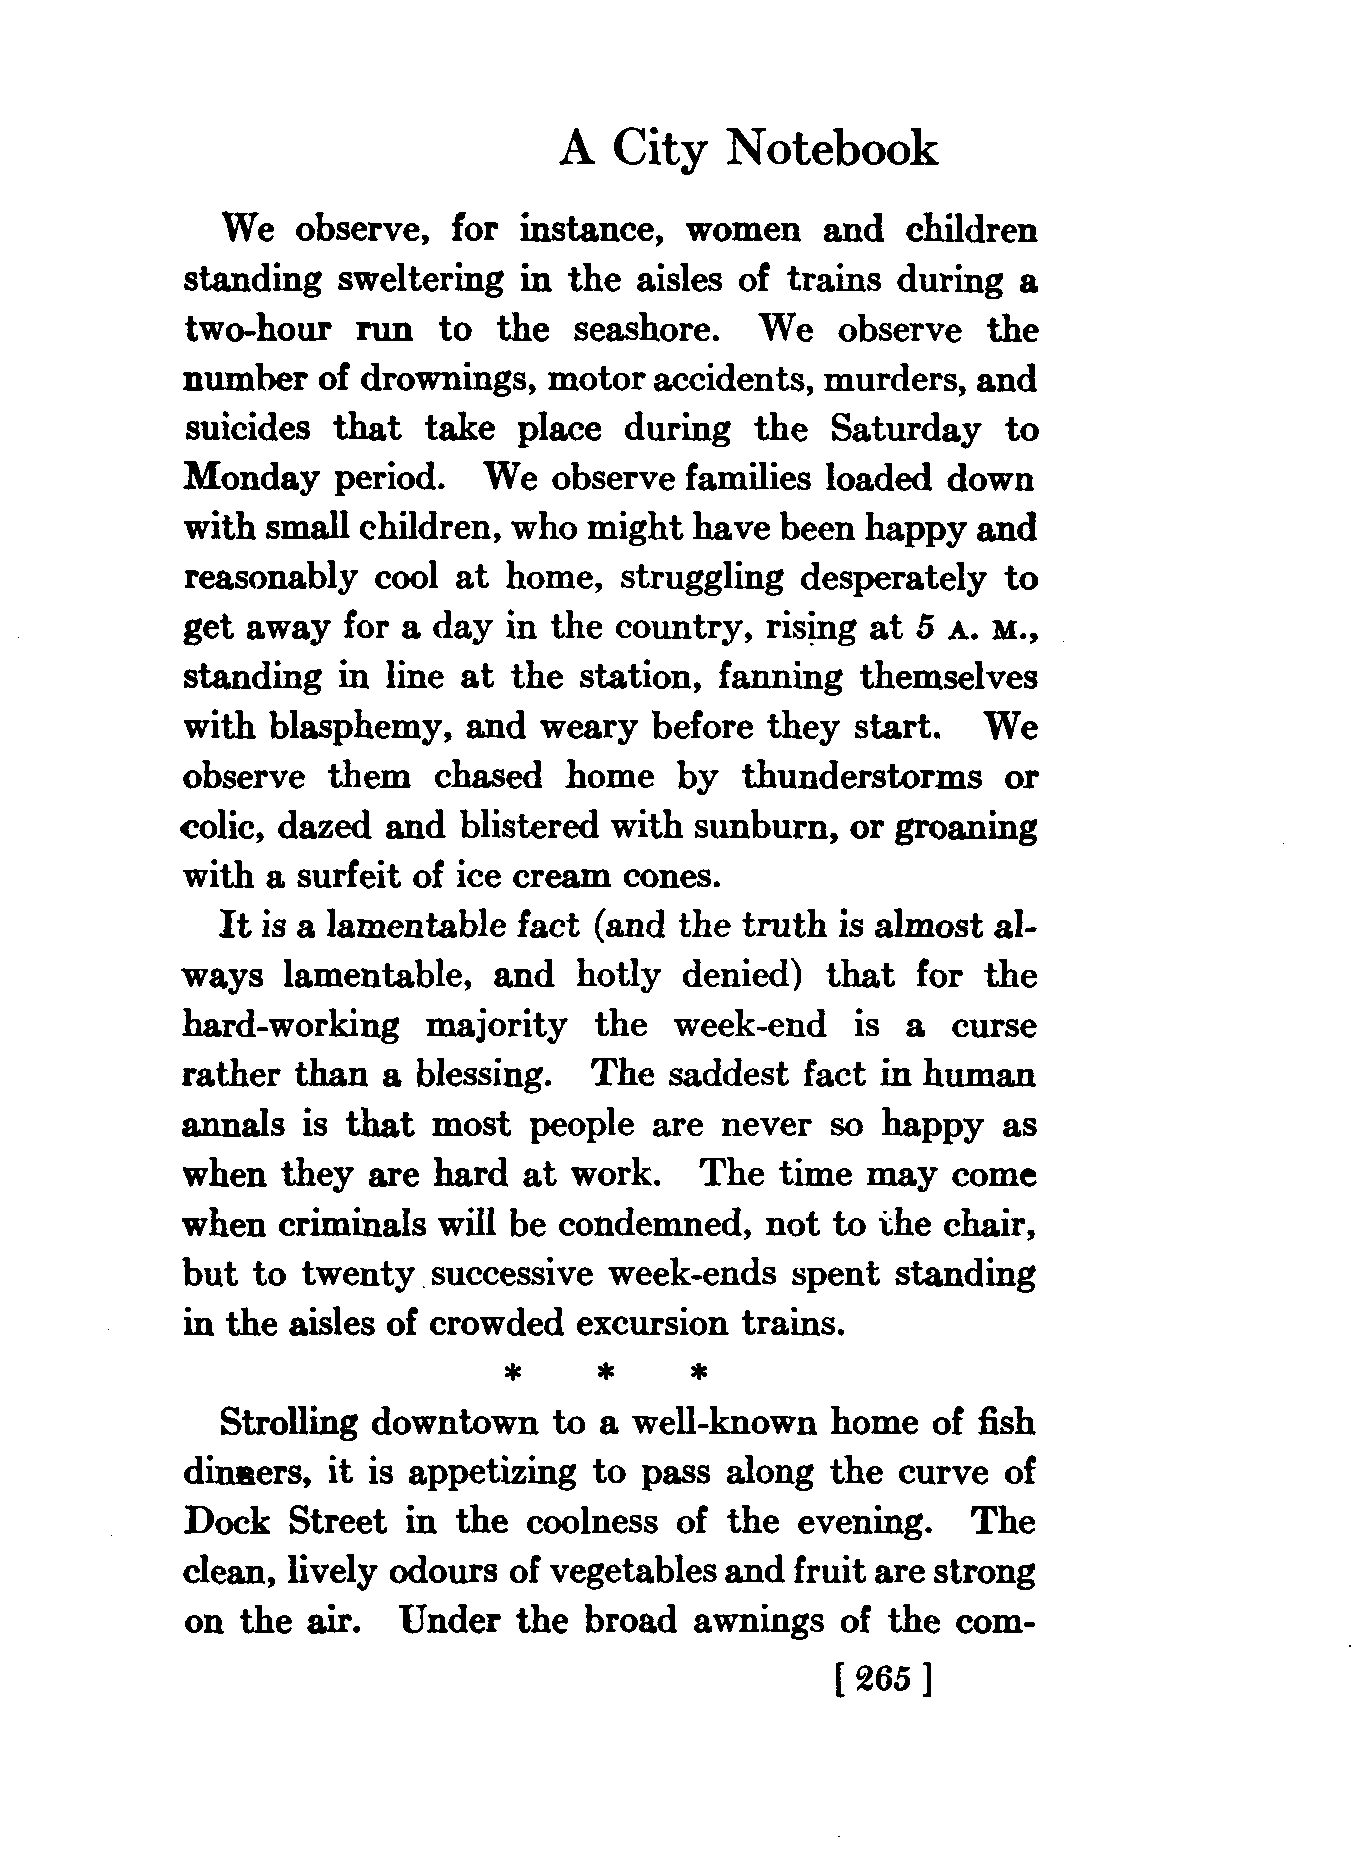 A City Notebook
We observe, for instance, women and children
standing sweltering in the aisles of trains during a
two-hour run to the seashore. We observe the
number of drownings, motor accidents, murders, and
suicides that take place during the Saturday to
Monday period. We observe families loaded down
with small children, who might have been happy and
reasonably cool at home, struggling desperately to
get away for a day in the country, rising at 5 A. M.,
standing in line at the station, fanning themselves
with blasphemy, and weary before they start. We
observe them chased home by thunderstorms or
colic, dazed and blistered with sunburn, or groaning
with a surfeit of ice cream cones.
It is a lamentable fact (and the truth is almost al-
ways lamentable, and hotly denied) that for the
hard-working majority the week-end is a curse
rather than a blessing. The saddest fact in human
annals is that most people are never so happy as
when they are hard at work. The time may come
when criminals will be condemned, not to the chair,
but to twenty successive week-ends spent standing
in the aisles of crowded excursion trains.
* * *
Strolling downtown to a well-known home of fish
dinners, it is appetizing to pass along the curve of
Dock Street in the coolness of the evening. The
clean, lively odours of vegetables and fruit are strong
on the air. Under the broad awnings of the com-
[ 265 ]